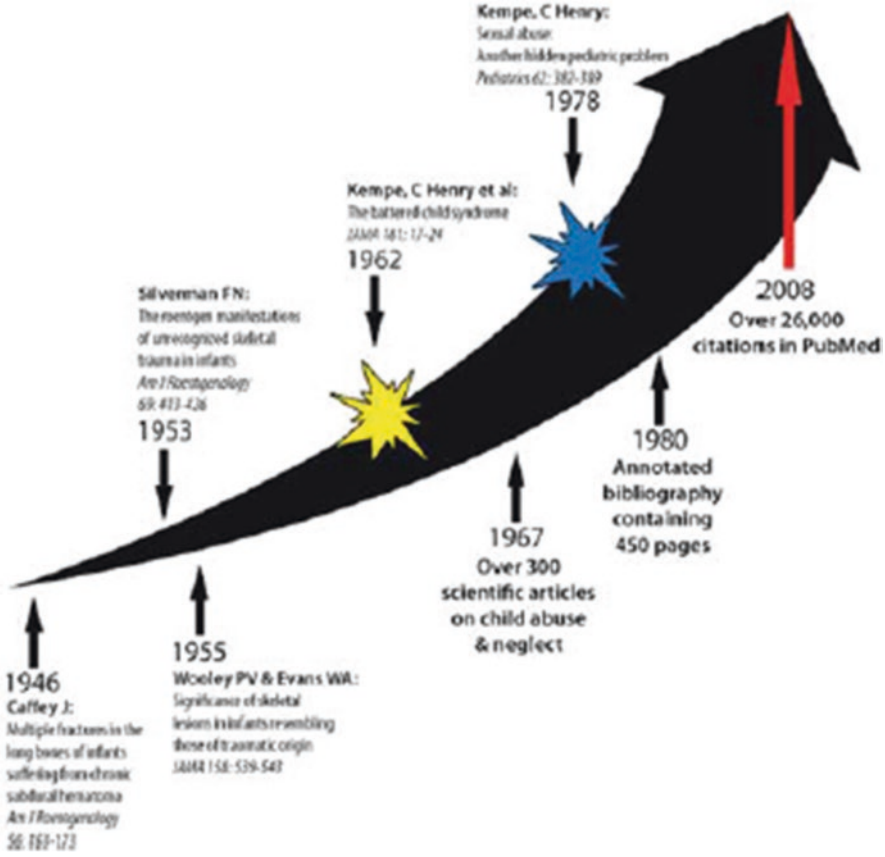 Kempe, C Henry:
Sexual abuse:
Another hidden pediatric problem
Pediatrics 62: 382-389
1978
Kempe, C Henry et al:
The battered child syndrome
JAMA 181: 17-24
1962
Silverman FN:
The roentgen manifestations
of unrecognized skeletal
trauma in infants
Am J Roentgenology
69: 413-426
1953
2008
Over 26,000
citations in PubMed
1980
Annotated
bibliography
containing
450 pages
1967
Over 300
scientific articles
on child abuse
& neglect
1955
Wooley PV & Evans WA:
Significance of skeletal
lesions in infants resembling
those of traumatic origin
JAMA 158: 539-543
1946
Caffey J:
Multiple fractures in the
long bones of infants
suffering from chronic
subdural hematoma
Am J Roentgenology
56: 163-173